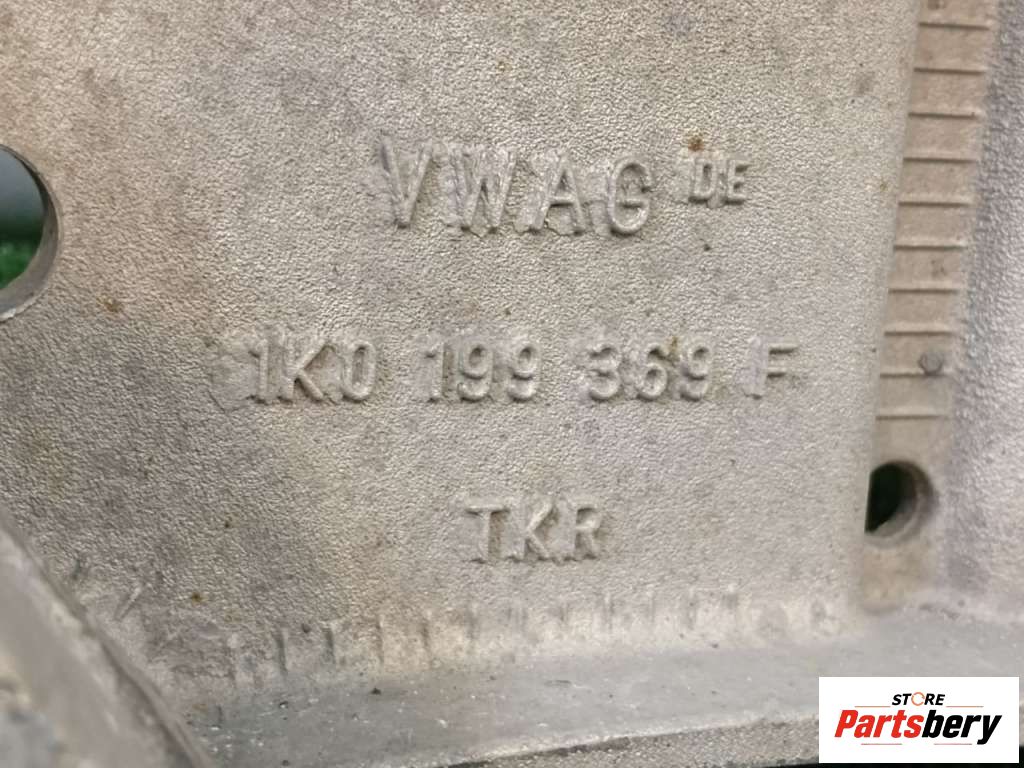 VWAG DE
1K0 199 369 F
TKR
STORE
Partsbery